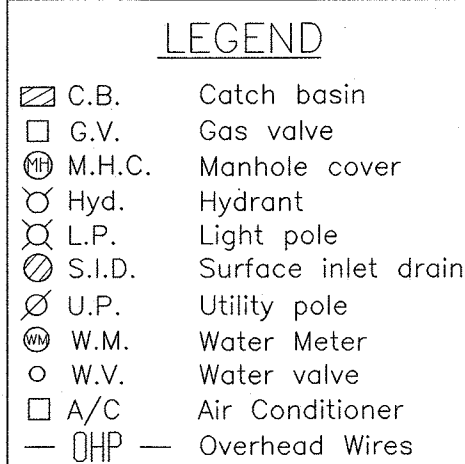 LEGEND
C.B. Catch basin
G.V. Gas valve
MH M.H.C. Manhole cover
Hyd. Hydrant
L.P. Light pole
S.I.D. Surface inlet drain
U.P. Utility pole
WM W.M. Water Meter
W.V. Water valve
A/C Air Conditioner
— OHP — Overhead Wires